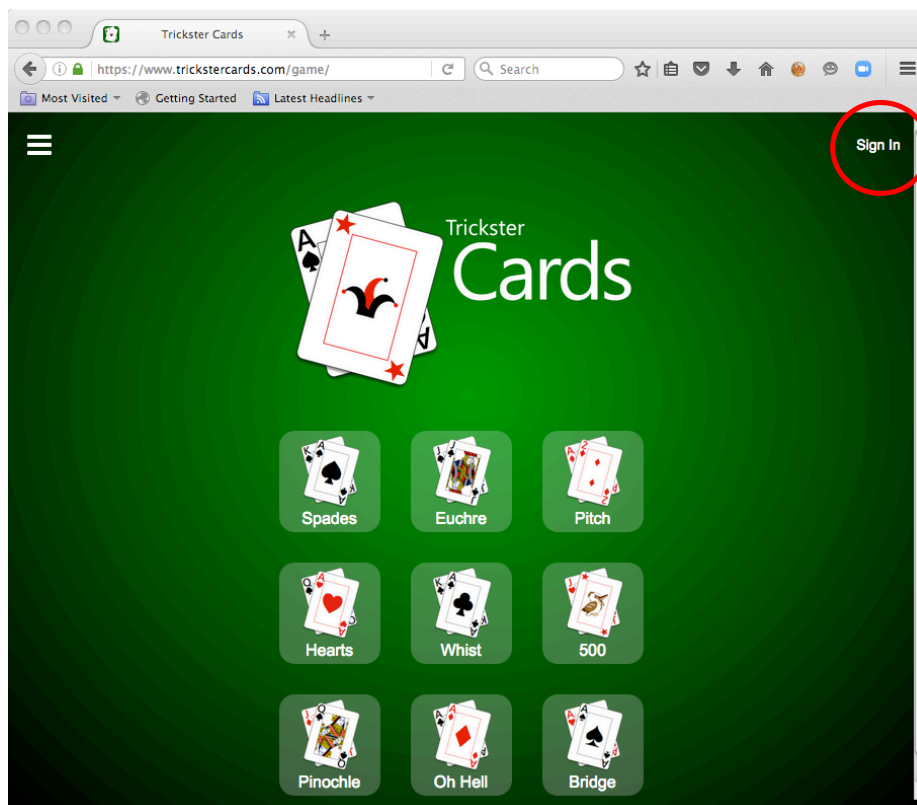 Trickster Cards
https://www.trickstercards.com/game/
Search
Most Visited
Getting Started
Latest Headlines
Sign In
Trickster
Cards
Spades
Euchre
Pitch
Hearts
Whist
500
Pinochle
Oh Hell
Bridge